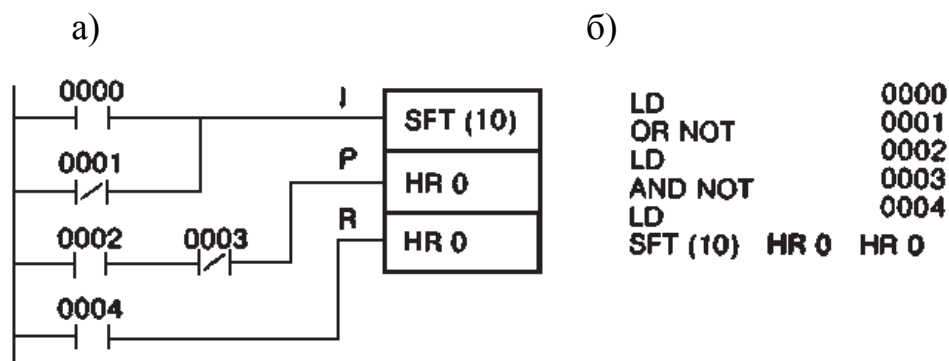 а) б)
0000
I
SFT (10)
0001
P
HR 0
R
0002 0003
HR 0
0004
LD 0000
OR NOT 0001
LD 0002
AND NOT 0003
LD 0004
SFT (10) HR 0 HR 0